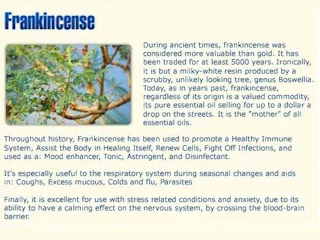 Frankincense
During ancient times, frankincense was
considered more valuable than gold. It has
been traded for at least 5000 years. Ironically,
it is but a milky-white resin produced by a
scrubby, unlikely looking tree, genus Boswellia.
Today, as in years past, frankincense,
regardless of its origin is a valued commodity,
its pure essential oil selling for up to a dollar a
drop on the streets. It is the "mother" of all
essential oils.
Throughout history, Frankincense has been used to promote a Healthy Immune
System, Assist the Body in Healing Itself, Renew Cells, Fight Off Infections, and
used as a: Mood enhancer, Tonic, Astringent, and Disinfectant.
It's especially useful to the respiratory system during seasonal changes and aids
in: Coughs, Excess mucous, Colds and flu, Parasites
Finally, it is excellent for use with stress related conditions and anxiety, due to its
ability to have a calming effect on the nervous system, by crossing the blood-brain
barrier.